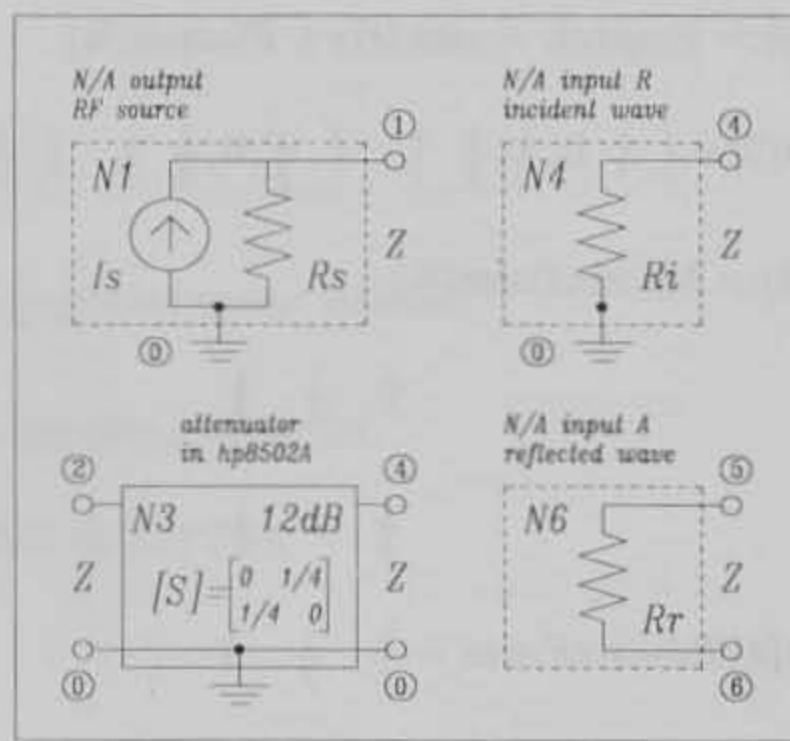 N/A output
RF source
①
N1
Is
Rs
Z
⓪
N/A input R
incident wave
④
N4
Ri
Z
⓪
attenuator
in hp8502A
②
④
N3 12dB
Z
[S]=[0 1/4
1/4 0]
Z
⓪
⓪
N/A input A
reflected wave
⑤
N6
Rr
Z
⑥